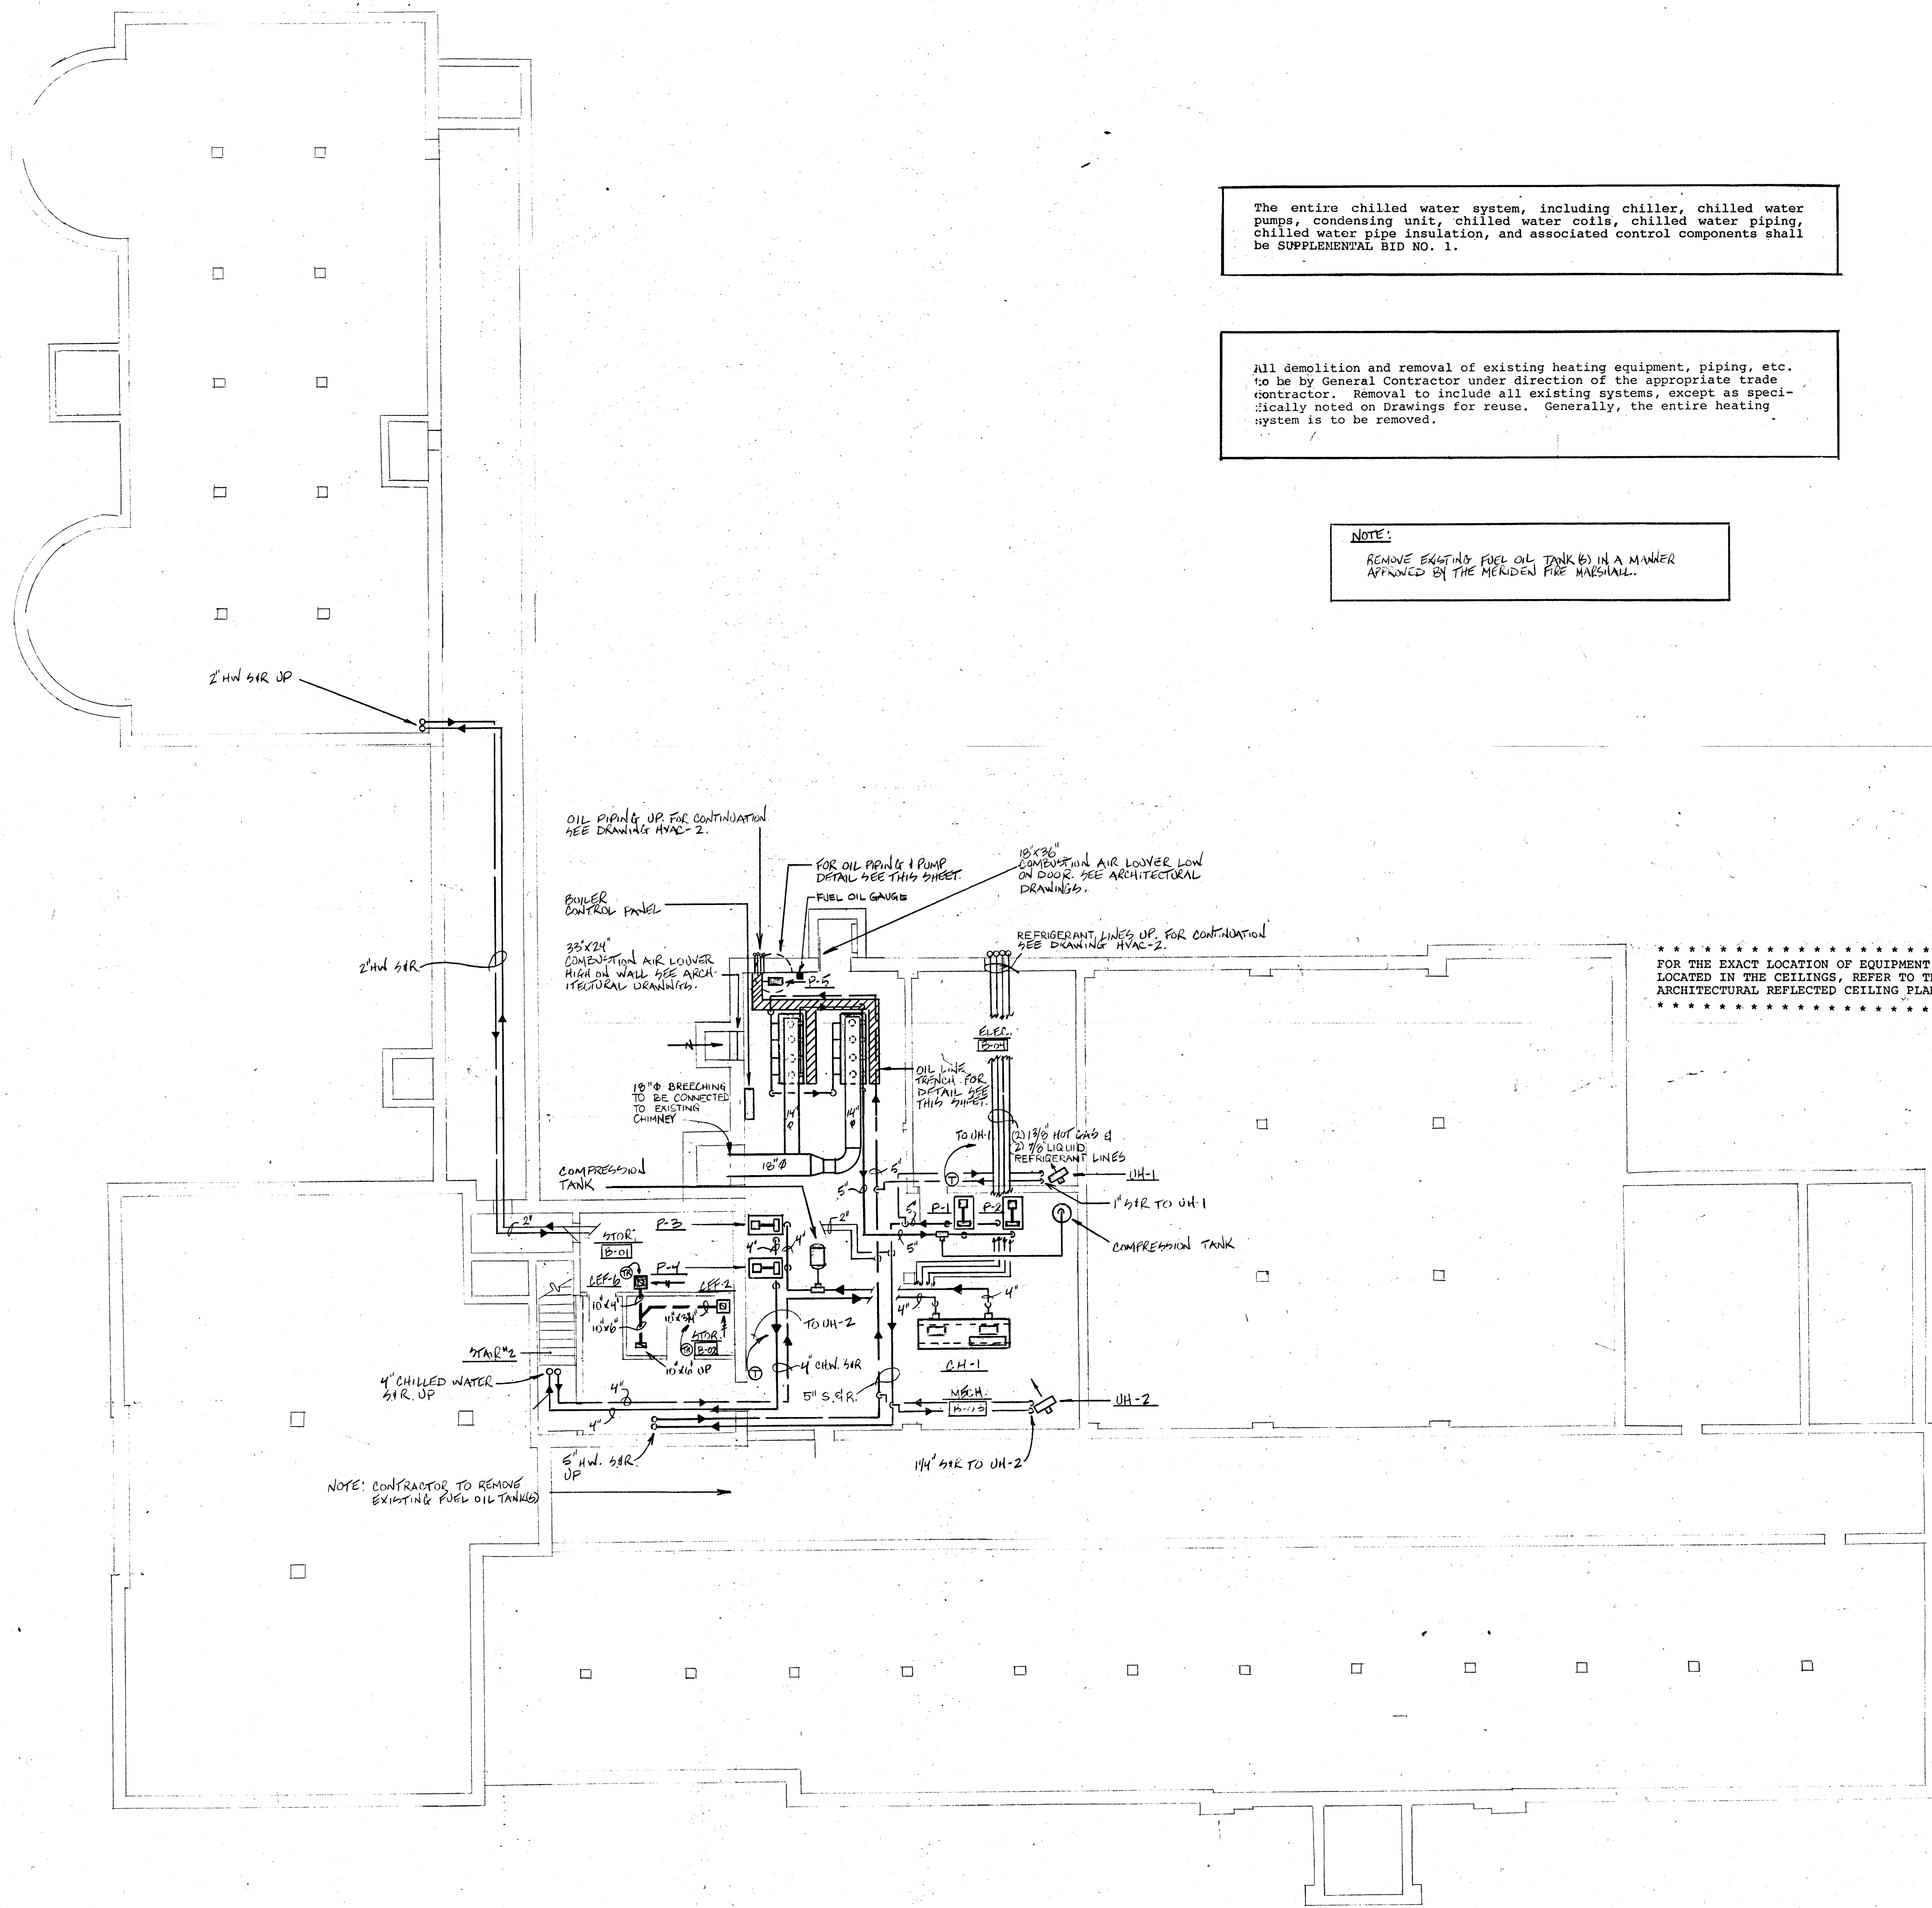 The entire chilled water system, including chiller, chilled water
pumps, condensing unit, chilled water coils, chilled water piping,
chilled water pipe insulation, and associated control components shall
be SUPPLEMENTAL BID NO. 1.
All demolition and removal of existing heating equipment, piping, etc.
to be by General Contractor under direction of the appropriate trade
contractor. Removal to include all existing systems, except as speci-
fically noted on Drawings for reuse. Generally, the entire heating
system is to be removed.
NOTE:
REMOVE EXISTING FUEL OIL TANK(S) IN A MANNER
APPROVED BY THE MERIDEN FIRE MARSHALL.
2" HW S&R UP
OIL PIPING UP. FOR CONTINUATION
SEE DRAWING HVAC-2.
FOR OIL PIPING & PUMP
DETAIL SEE THIS SHEET.
FUEL OIL GAUGE
18"X36"
COMBUSTION AIR LOUVER LOW
ON DOOR. SEE ARCHITECTURAL
DRAWINGS.
BOILER
CONTROL PANEL
33"X24"
COMBUSTION AIR LOUVER
HIGH ON WALL SEE ARCH-
ITECTURAL DRAWINGS.
REFRIGERANT LINES UP. FOR CONTINUATION
SEE DRAWING HVAC-2.
* * * * * * * * * * * * * * * * * *
FOR THE EXACT LOCATION OF EQUIPMENT
LOCATED IN THE CEILINGS, REFER TO
ARCHITECTURAL REFLECTED CEILING
* * * * * * * * * * * * * * * * * *
2" HW S&R
P-5
ELEC.
B-04
N
18"Φ BREECHING
TO BE CONNECTED
TO EXISTING
CHIMNEY
14"
Φ
14"
Φ
OIL LINE
TRENCH. FOR
DETAIL SEE
THIS SHEET.
TO UH-1
(2) 1 3/8" HOT GAS &
(2) 7/8" LIQUID
REFRIGERANT LINES
18"Φ
COMPRESSION
TANK
5"
5"
T
UH-1
1" S&R TO UH-1
2"
STOR.
B-01
P-3
2"
5"
P-1
P-2
5"
COMPRESSION TANK
4"
4"
P-4
CEF-6
TR
CEF-2
10"X4"
10"X6"
10"X3¼"
STOR.
B-02
TR
10"X6" UP
TO UH-2
T
4"
4"
CH-1
STAIR #2
4" CHILLED WATER
S&R. UP
4" CHW. S&R
4"
4"
5" S.&R.
MECH.
B-03
UH-2
5" HW. S&R.
UP
1¼" S&R TO UH-2
NOTE: CONTRACTOR TO REMOVE
EXISTING FUEL OIL TANK(S)